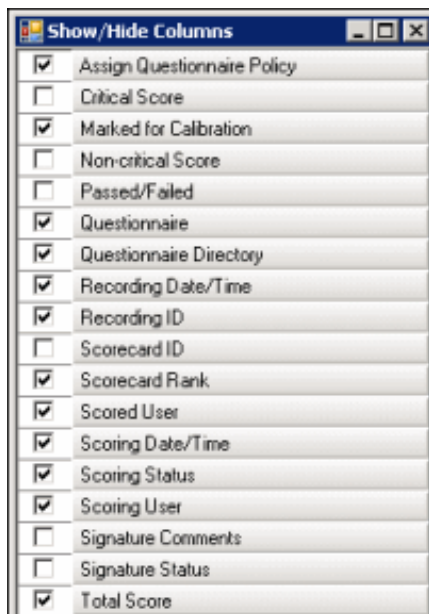 Show/Hide Columns
Assign Questionnaire Policy
Critical Score
Marked for Calibration
Non-critical Score
Passed/Failed
Questionnaire
Questionnaire Directory
Recording Date/Time
Recording ID
Scorecard ID
Scorecard Rank
Scored User
Scoring Date/Time
Scoring Status
Scoring User
Signature Comments
Signature Status
Total Score